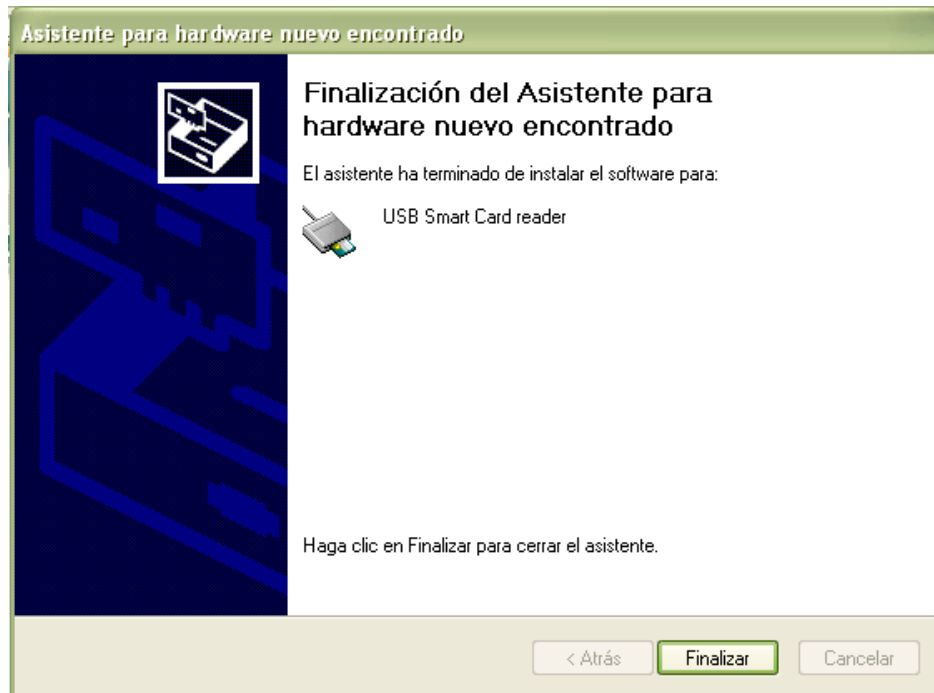 Asistente para hardware nuevo encontrado
Finalización del Asistente para
hardware nuevo encontrado
El asistente ha terminado de instalar el software para:
USB Smart Card reader
Haga clic en Finalizar para cerrar el asistente.
< Atrás
Finalizar
Cancelar